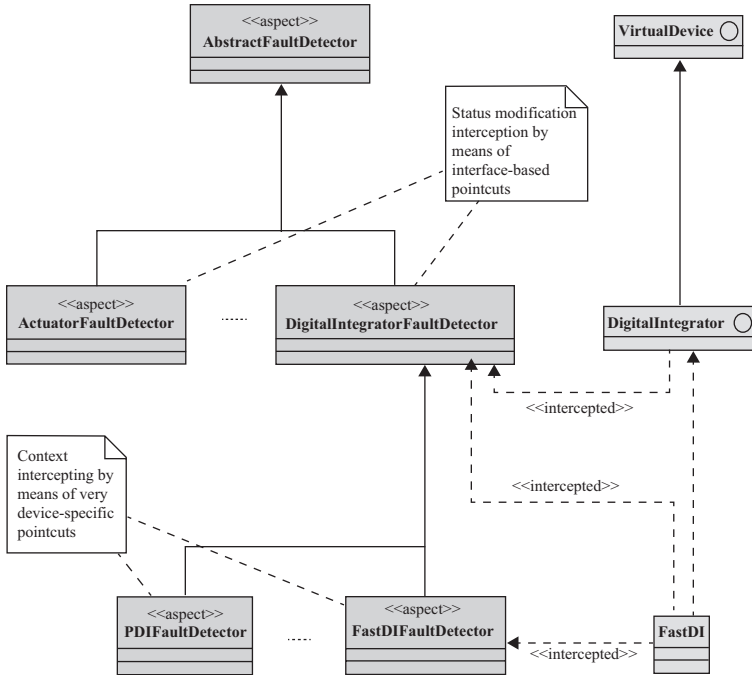 <<aspect>>
AbstractFaultDetector
VirtualDevice
Status modification
interception by
means of
interface-based
pointcuts
<<aspect>>
ActuatorFaultDetector
<<aspect>>
DigitalIntegratorFaultDetector
DigitalIntegrator
<<intercepted>>
Context
intercepting by
means of very
device-specific
pointcuts
<<intercepted>>
<<aspect>>
PDIFaultDetector
<<aspect>>
FastDIFaultDetector
<<intercepted>>
FastDI